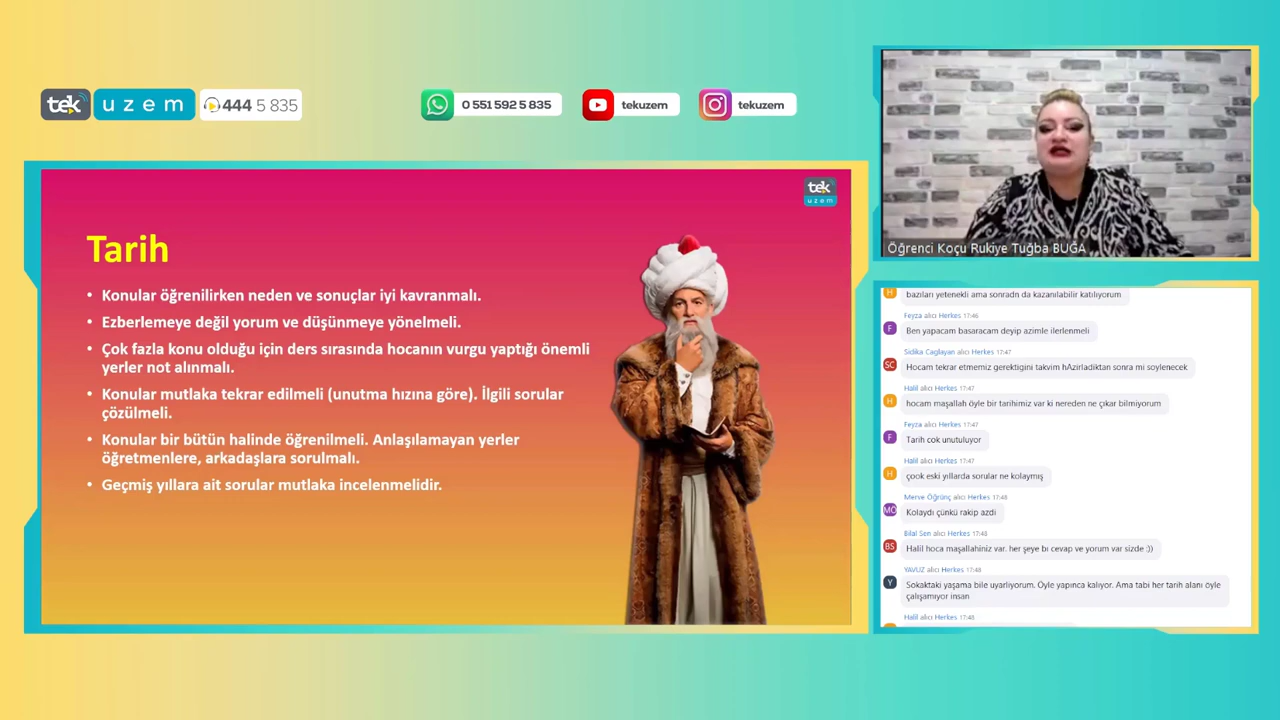 tek uzem 444 5 835
0 551 592 5 835
tekuzem
tekuzem
tek
uzem
Tarih
• Konular öğrenilirken neden ve sonuçlar iyi kavranmalı.
• Ezberlemeye değil yorum ve düşünmeye yönelmeli.
• Çok fazla konu olduğu için ders sırasında hocanın vurgu yaptığı önemli
yerler not alınmalı.
• Konular mutlaka tekrar edilmeli (unutma hızına göre). İlgili sorular
çözülmeli.
• Konular bir bütün halinde öğrenilmeli. Anlaşılamayan yerler
öğretmenlere, arkadaşlara sorulmalı.
• Geçmiş yıllara ait sorular mutlaka incelenmelidir.
Öğrenci Koçu Rukiye Tuğba BUĞA
H
bazıları yetenekli ama sonradn da kazanılabilir katılıyorum
Feyza alıcı Herkes 17:46
F
Ben yapacam basaracam deyip azimle ilerlenmeli
Sidika Caglayan alıcı Herkes 17:47
SC
Hocam tekrar etmemiz gerektigini takvim hAzirladiktan sonra mi soylenecek
Halil alıcı Herkes 17:47
H
hocam maşallah öyle bir tarihimiz var ki nereden ne çıkar bilmiyorum
Feyza alıcı Herkes 17:47
F
Tarih cok unutuluyor
Halil alıcı Herkes 17:47
H
çook eski yıllarda sorular ne kolaymış
Merve Öğrünç alıcı Herkes 17:48
MÖ
Kolaydı çünkü rakip azdi
Bilal Sen alıcı Herkes 17:48
BS
Halil hoca maşallahiniz var. her şeye bı cevap ve yorum var sizde :))
YAVUZ alıcı Herkes 17:48
Y
Sokaktaki yaşama bile uyarlıyorum. Öyle yapınca kalıyor. Ama tabi her tarih alanı öyle
çalışamıyor insan
Halil alıcı Herkes 17:48